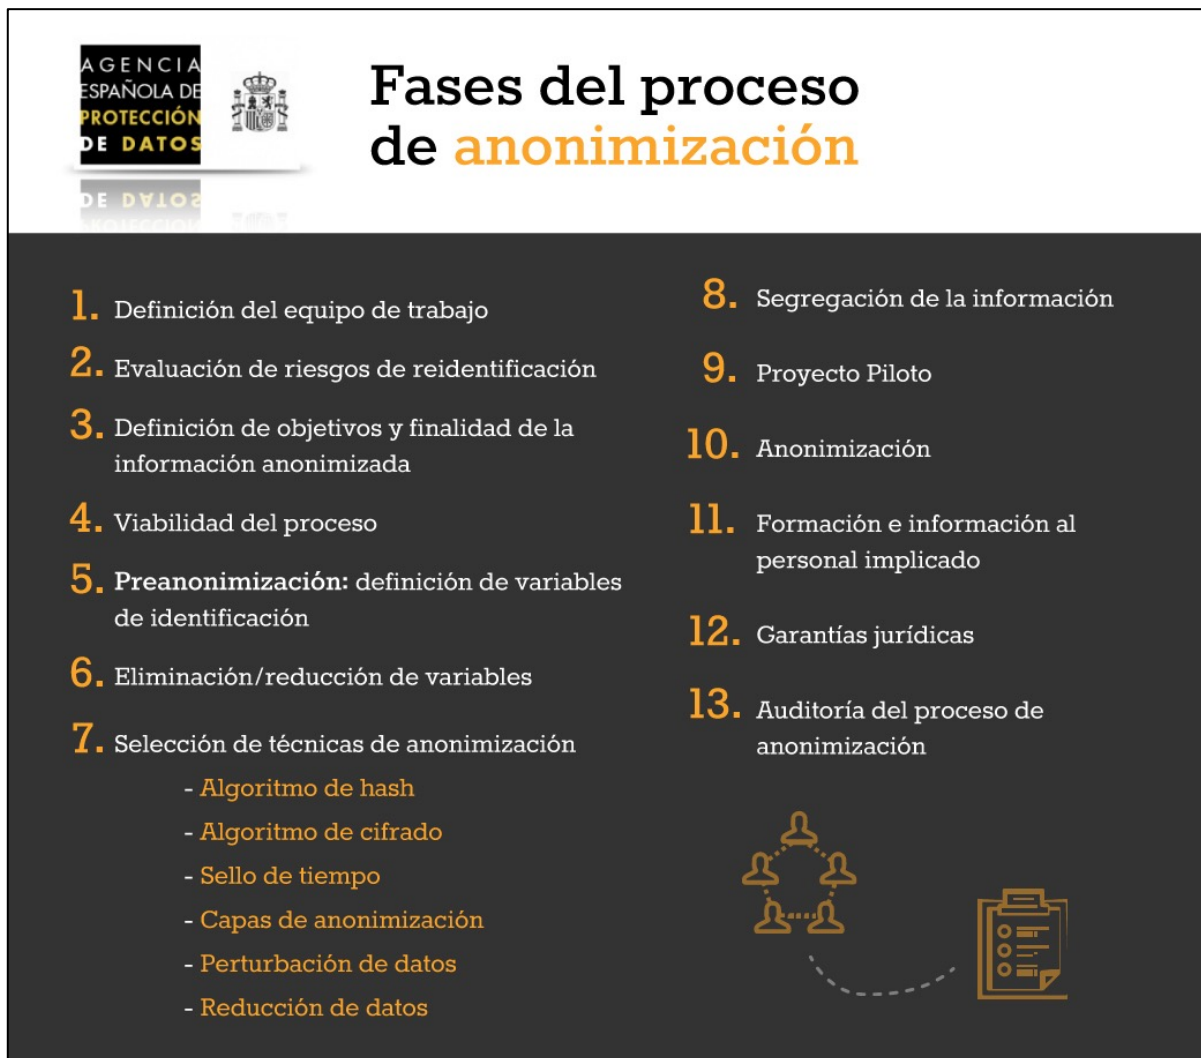 AGENCIA
ESPAÑOLA DE
PROTECCIÓN
DE DATOS
Fases del proceso
de anonimización
1. Definición del equipo de trabajo
2. Evaluación de riesgos de reidentificación
3. Definición de objetivos y finalidad de la
información anonimizada
4. Viabilidad del proceso
5. Preanonimización: definición de variables
de identificación
6. Eliminación/reducción de variables
7. Selección de técnicas de anonimización
- Algoritmo de hash
- Algoritmo de cifrado
- Sello de tiempo
- Capas de anonimización
- Perturbación de datos
- Reducción de datos
8. Segregación de la información
9. Proyecto Piloto
10. Anonimización
11. Formación e información al
personal implicado
12. Garantías jurídicas
13. Auditoría del proceso de
anonimización